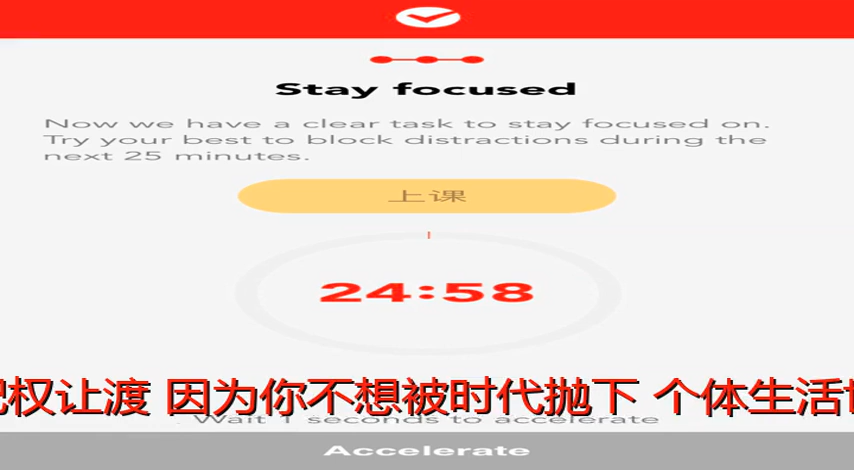 Stay focused
Now we have a clear task to stay focused on.
Try your best to block distractions during the
next 25 minutes.
上课
24:58
权让渡 因为你不想被时代抛下 个体生活
Wait 1 seconds to accelerate
Accelerate